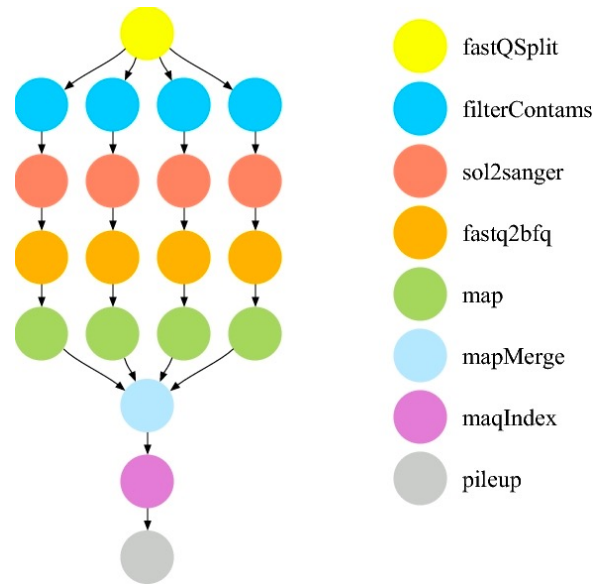 fastQSplit
filterContams
sol2sanger
fastq2bfq
map
mapMerge
maqIndex
pileup